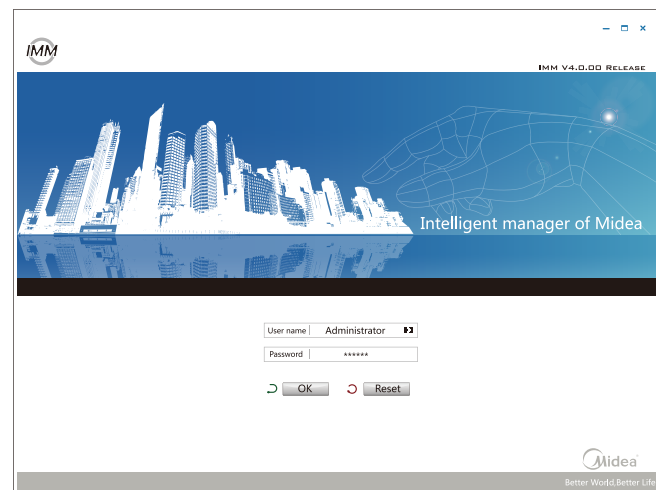 IMM
IMM V4.0.00 Release
Intelligent manager of Midea
User name Administrator
Password ******
OK Reset
Midea
Better World,Better Life